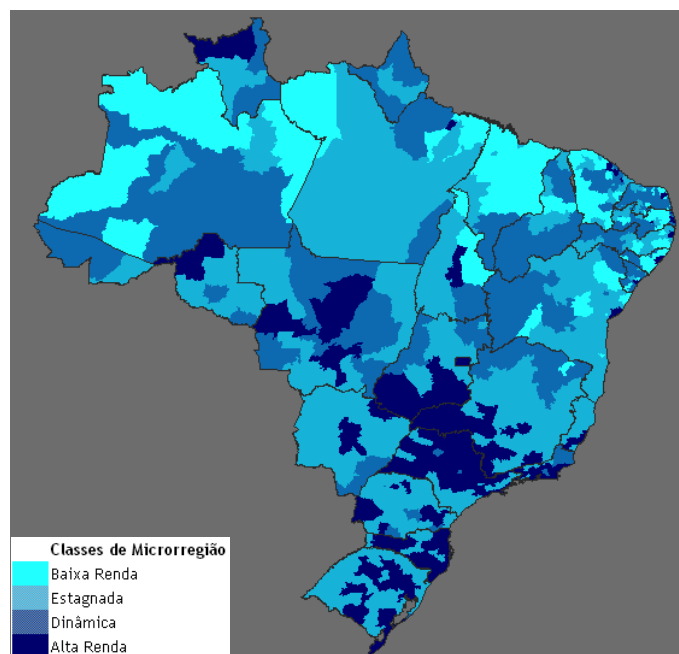 Classes de Microrregião
Baixa Renda
Estagnada
Dinâmica
Alta Renda